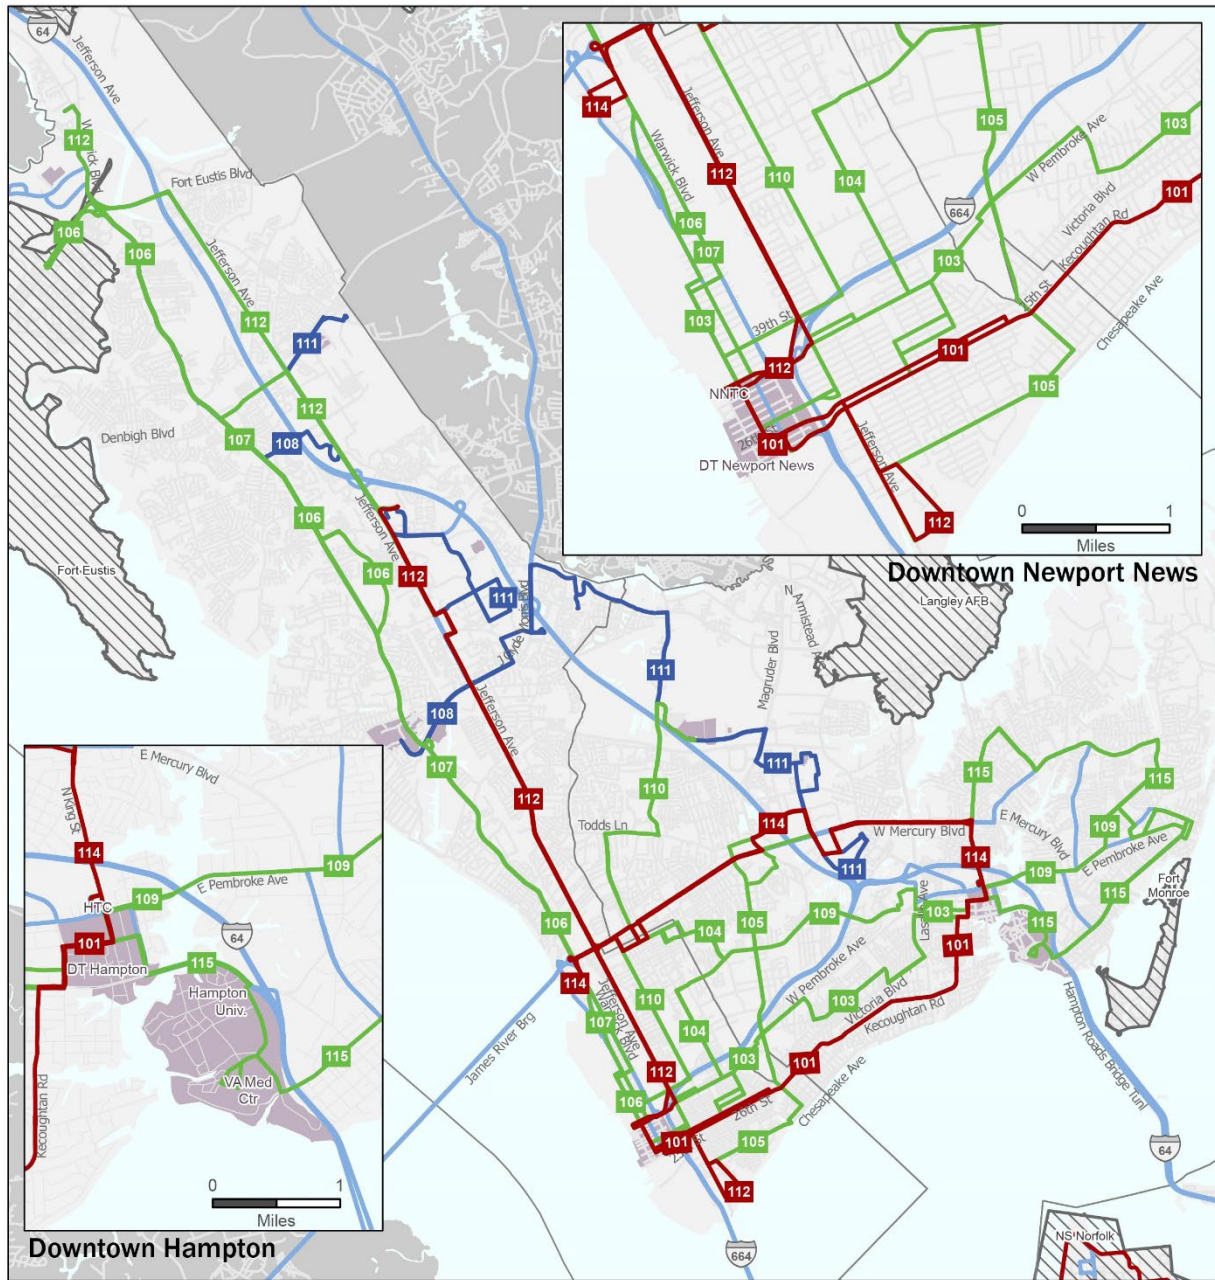 64
Jefferson Ave
112
Warwick Blvd
Fort Eustis Blvd
106
106
Jefferson Ave
112
111
112
Denbigh Blvd
107
108
106
Jefferson Ave
106
112
111
Fort Eustis
J Clyde Morris Blvd
108
Jefferson Ave
107
112
111
Magruder Blvd
N Armistead
Langley AFB
111
110
Todds Ln
114
W Mercury Blvd
111
115
115
E Mercury Blvd
109
E Pembroke Ave
114
109
Fort
Monroe
115
115
106
104
105
109
103
101
W Pembroke Ave
Victoria Blvd
103
Kecoughtan Rd
114
107
Jefferson Ave
Warwick Blvd
110
104
James River Brg
112
103
101
Chesapeake Ave
106
26th St
101
105
112
Hampton Roads Bridge Tunl
64
664
NS Norfolk
114
Jefferson Ave
Warwick Blvd
112
110
104
105
W Pembroke Ave
103
664
Victoria Blvd
101
Kecoughtan Rd
106
107
103
103
39th St
25th St
Chesapeake Ave
112
101
105
NNTC
26th St
101
DT Newport News
Jefferson Ave
112
0
1
Miles
Downtown Newport News
E Mercury Blvd
N King St
114
109
E Pembroke Ave
109
HTC
64
101
DT Hampton
115
Hampton
Univ.
115
VA Med
Ctr
Kecoughtan Rd
0
1
Miles
Downtown Hampton